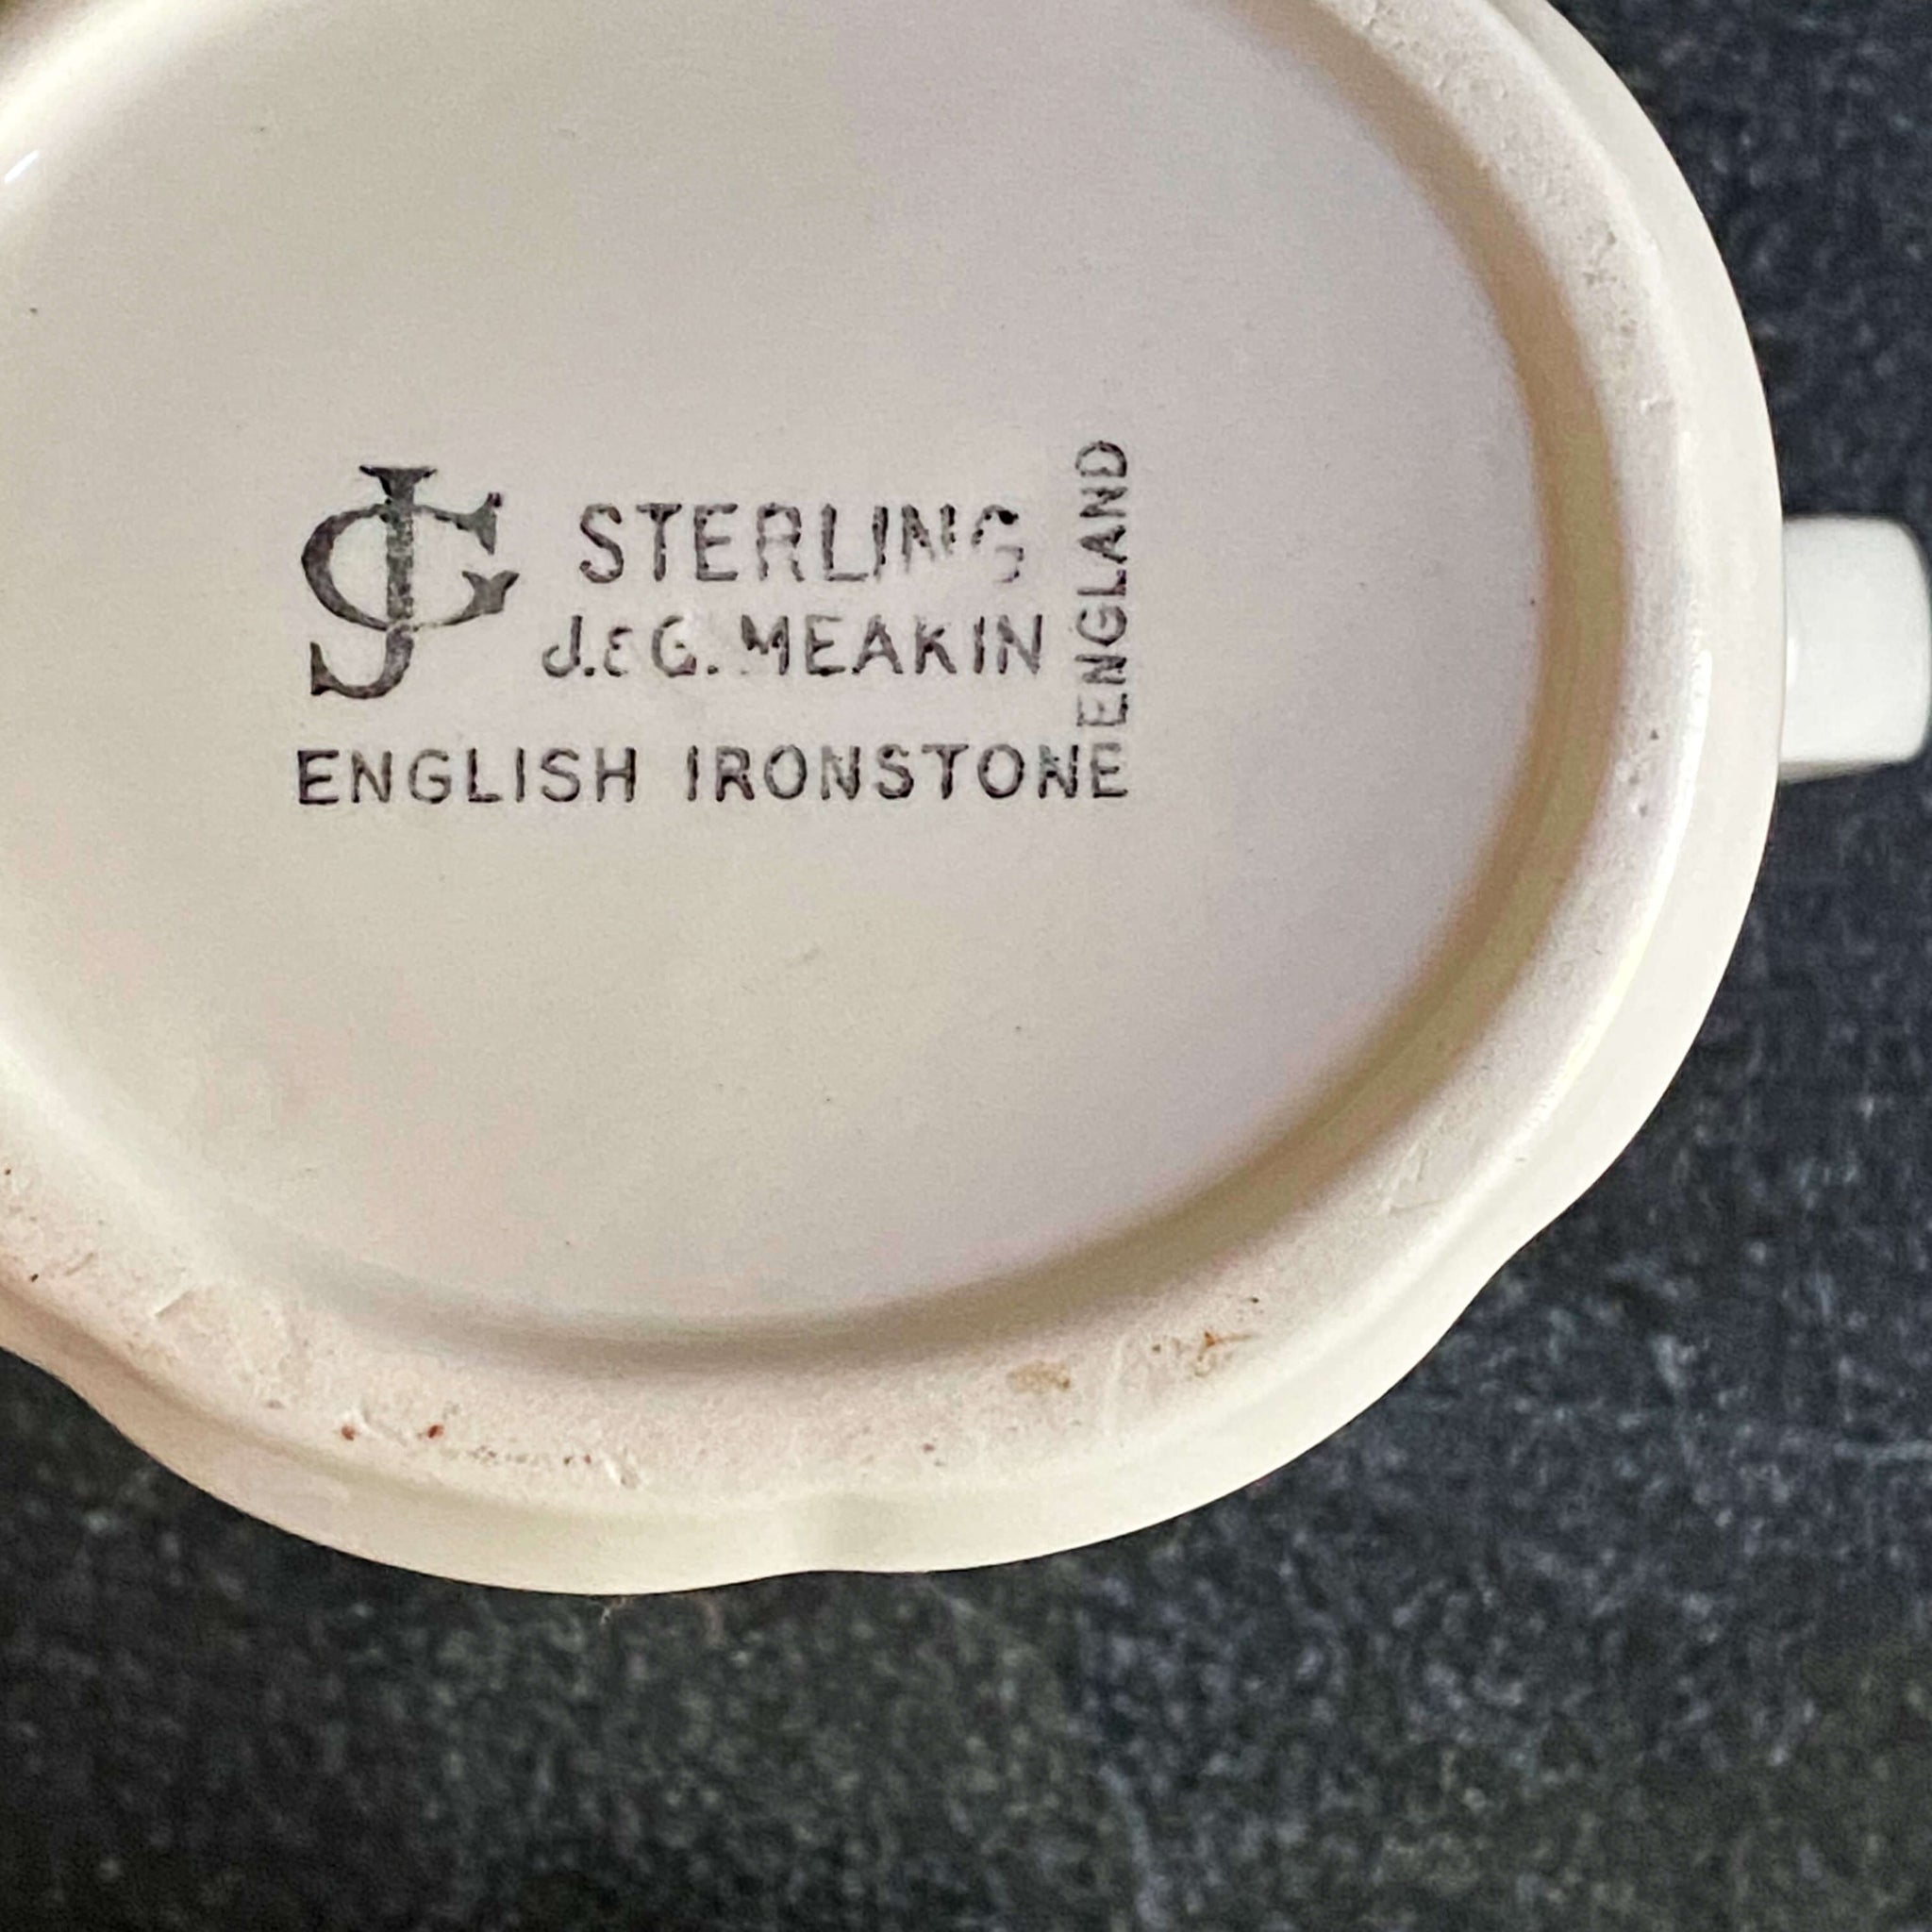 JG
STERLING
J.&G. MEAKIN
ENGLAND
ENGLISH IRONSTONE